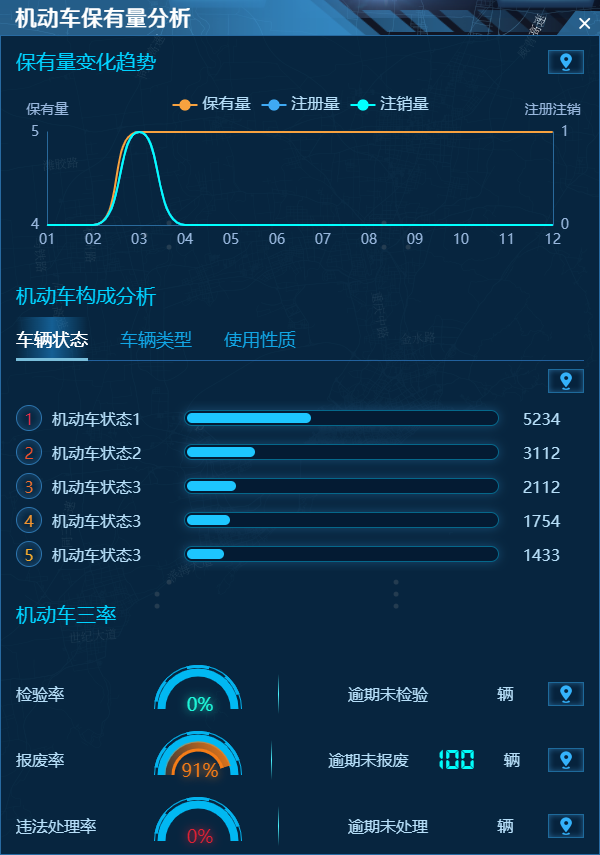 机动车保有量分析
保有量变化趋势
保有量 注册量 注销量
保有量 注册注销
5 1
4 0
01 02 03 04 05 06 07 08 09 10 11 12
机动车构成分析
车辆状态 车辆类型 使用性质
1 机动车状态1 5234
2 机动车状态2 3112
3 机动车状态3 2112
4 机动车状态3 1754
5 机动车状态3 1433
机动车三率
检验率 0% 逾期未检验 辆
报废率 91% 逾期未报废 100 辆
违法处理率 0% 逾期未处理 辆